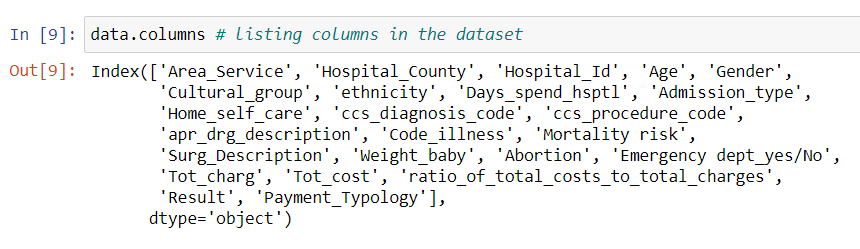 In [9]: data.columns # listing columns in the dataset
Out[9]: Index(['Area_Service', 'Hospital_County', 'Hospital_Id', 'Age', 'Gender',
'Cultural_group', 'ethnicity', 'Days_spend_hsptl', 'Admission_type',
'Home_self_care', 'ccs_diagnosis_code', 'ccs_procedure_code',
'apr_drg_description', 'Code_illness', 'Mortality risk',
'Surg_Description', 'Weight_baby', 'Abortion', 'Emergency dept_yes/No',
'Tot_charg', 'Tot_cost', 'ratio_of_total_costs_to_total_charges',
'Result', 'Payment_Typology'],
dtype='object')